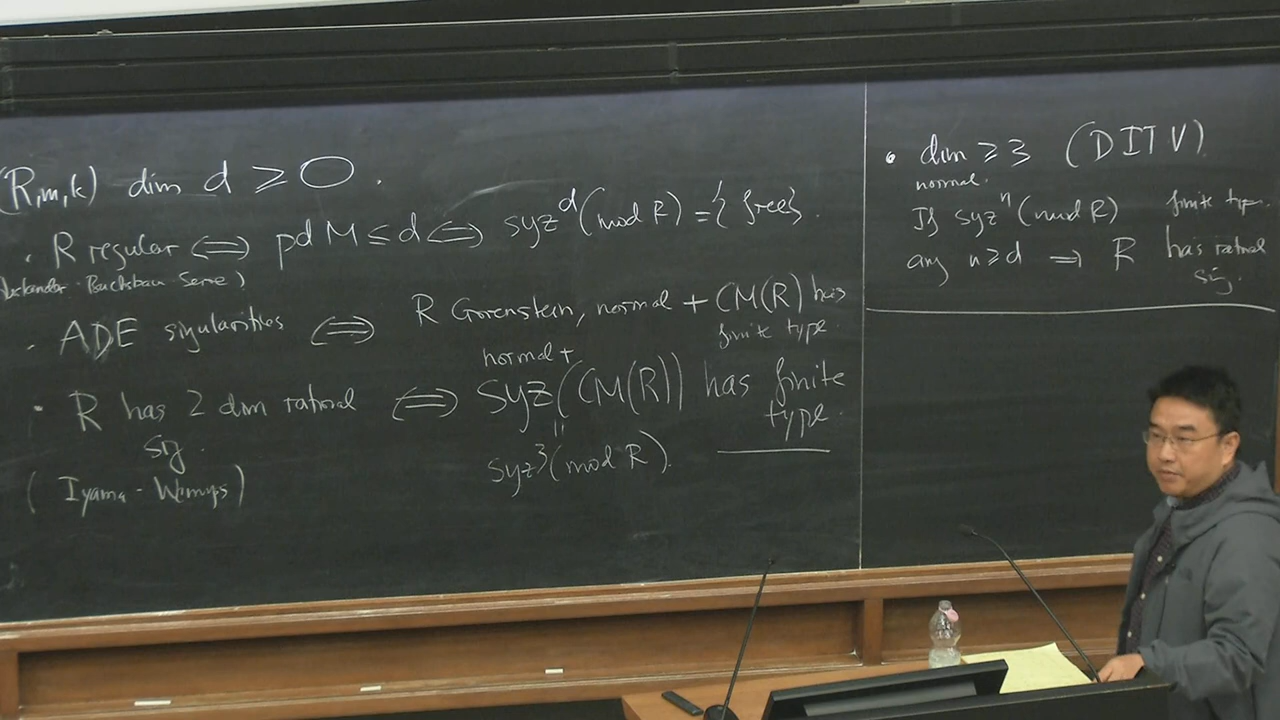 (R,m,k) dim d ≥ 0.
· R regular ⟺ pd M ≤ d ⟺ syz^d(mod R) = {free}.
Buchsbaum Serre)
· ADE singularities ⟺ R Gorenstein, normal + CM(R) has
finite type.
normal +
· R has 2 dim rational ⟺ syz(CM(R)) has finite
sig. type.
||
syz^3(mod R).
(Iyama - Wemyss)
· dim ≥ 3 (DITV)
normal.
If syz^n(mod R) finite type.
any n ≥ d ⟹ R has rational
sig.